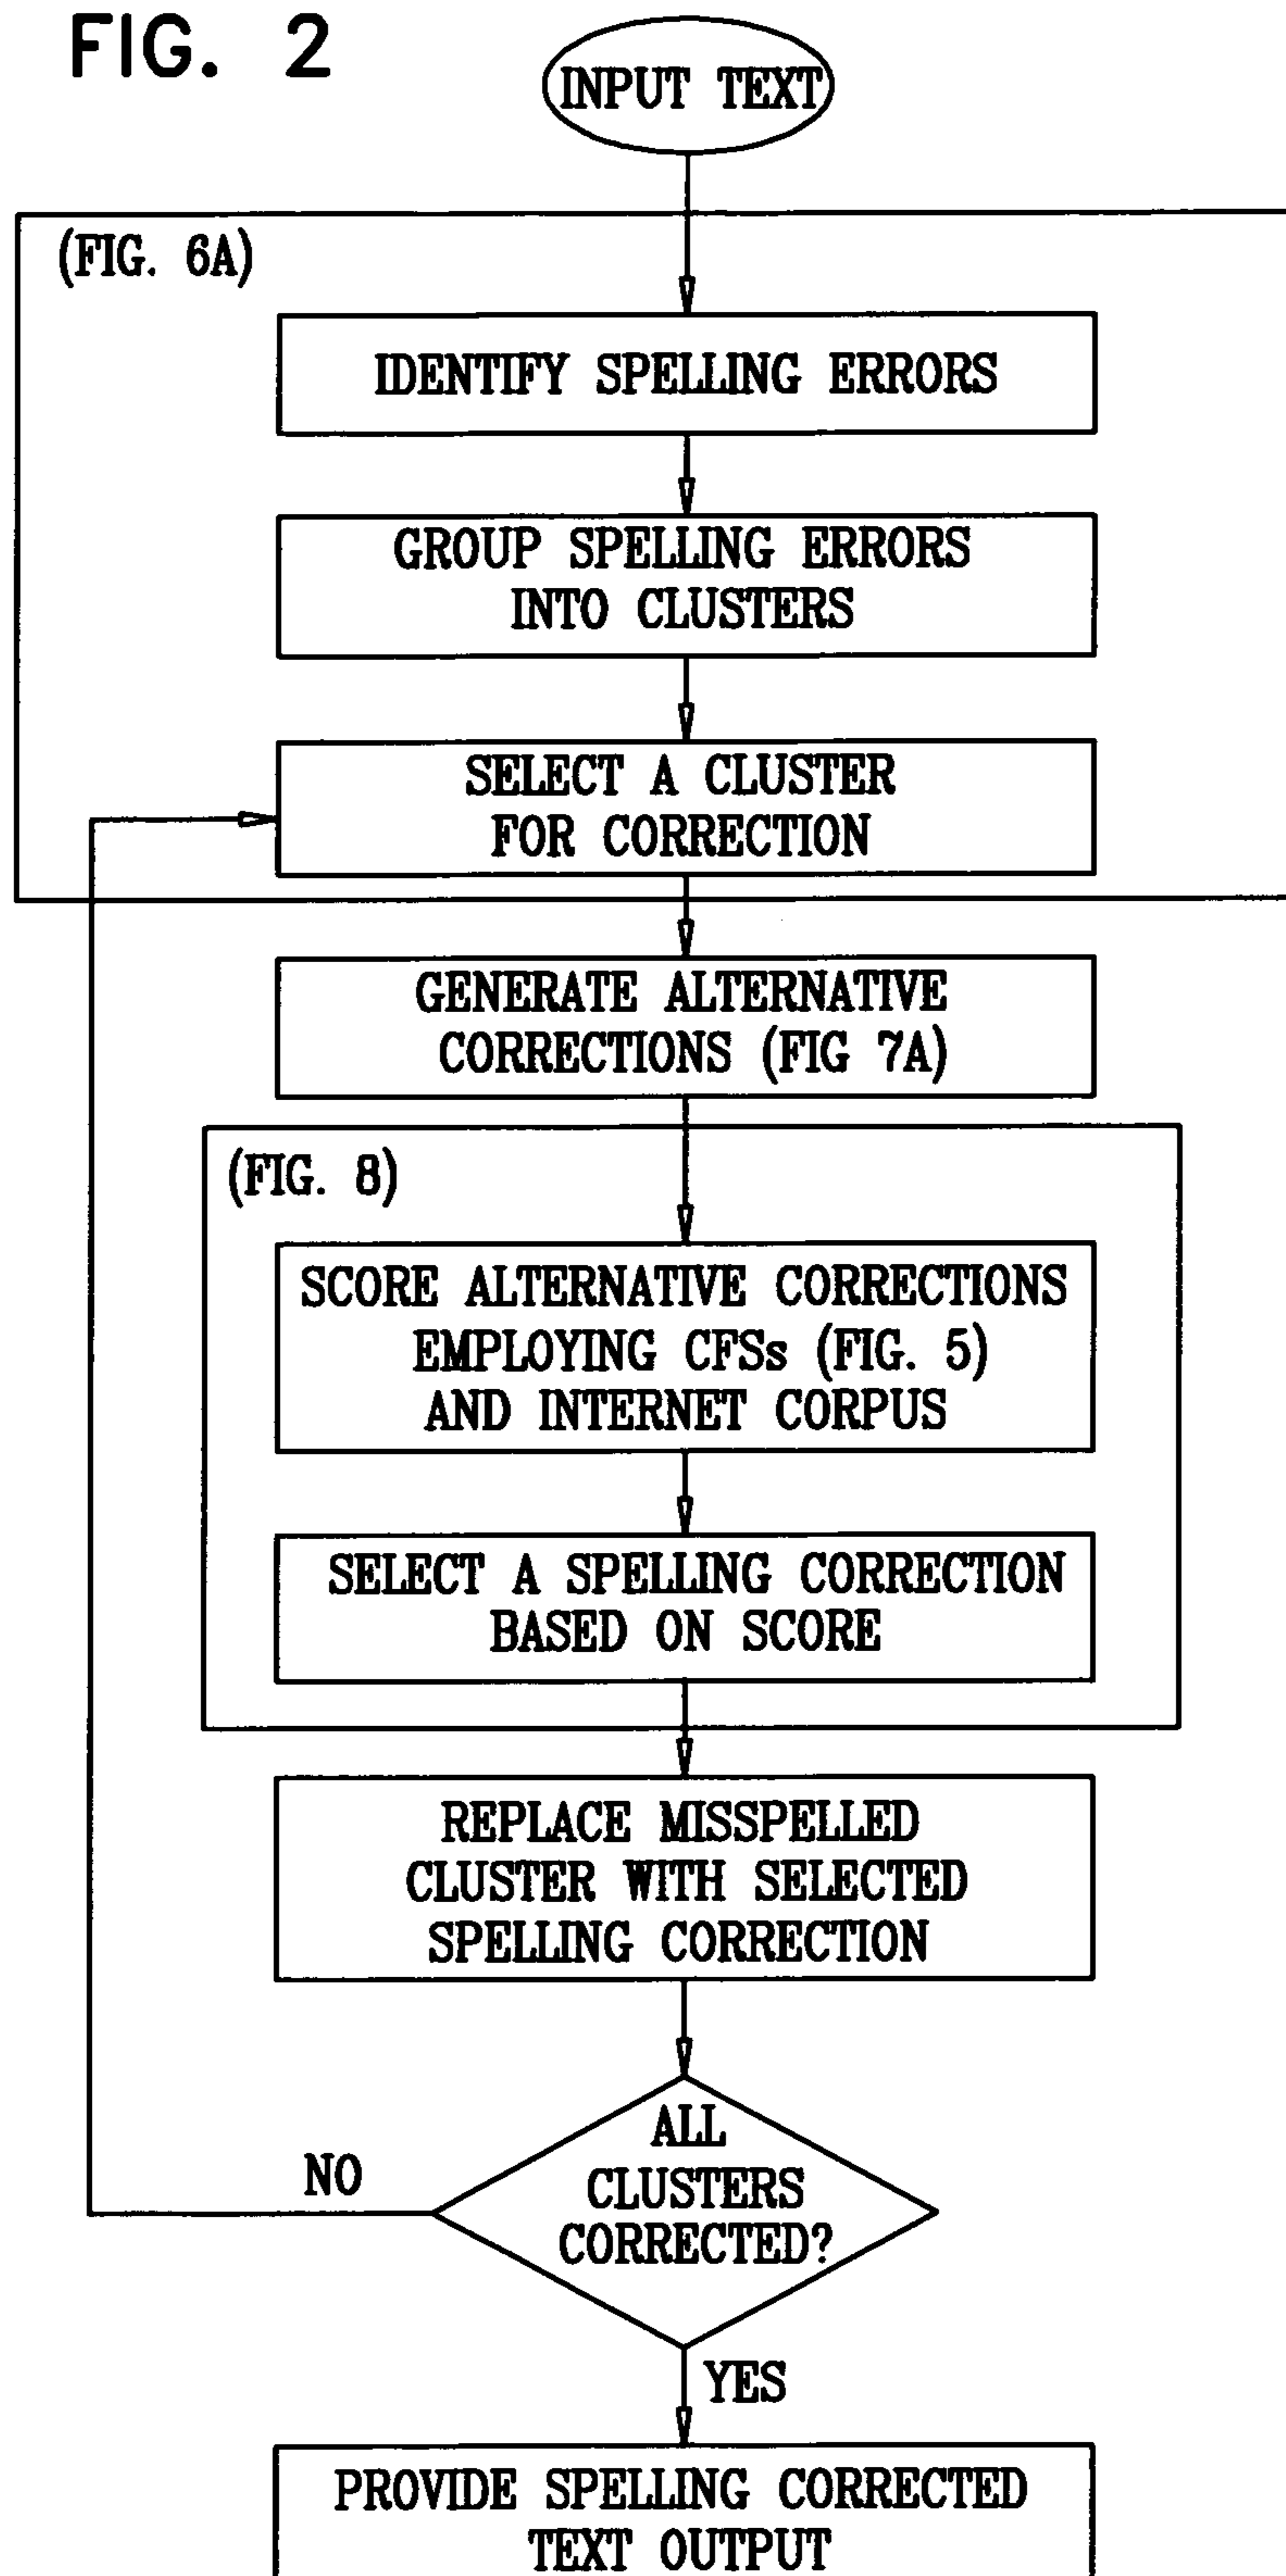 FIG. 2
INPUT TEXT
(FIG. 6A)
IDENTIFY SPELLING ERRORS
GROUP SPELLING ERRORS
INTO CLUSTERS
SELECT A CLUSTER
FOR CORRECTION
GENERATE ALTERNATIVE
CORRECTIONS (FIG 7A)
(FIG. 8)
SCORE ALTERNATIVE CORRECTIONS
EMPLOYING CFSs (FIG. 5)
AND INTERNET CORPUS
SELECT A SPELLING CORRECTION
BASED ON SCORE
REPLACE MISSPELLED
CLUSTER WITH SELECTED
SPELLING CORRECTION
ALL
CLUSTERS
CORRECTED?
NO
YES
PROVIDE SPELLING CORRECTED
TEXT OUTPUT